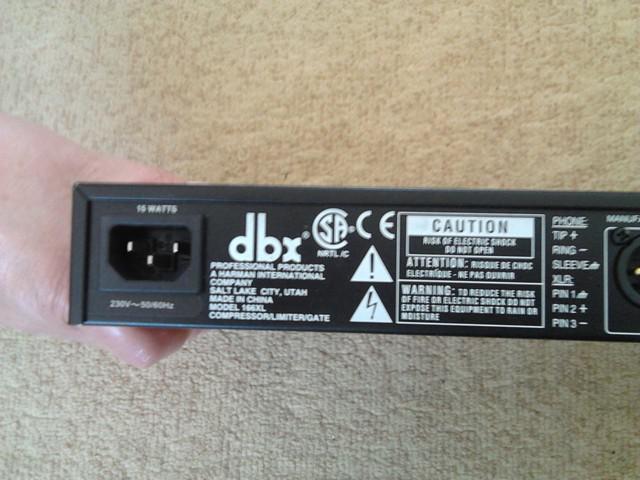 15 WATTS
230V~50/60Hz
dbx®
PROFESSIONAL PRODUCTS
A HARMAN INTERNATIONAL
COMPANY
SALT LAKE CITY, UTAH
MADE IN CHINA
MODEL 166XL
COMPRESSOR/LIMITER/GATE
SA®
NRTL/C
CE
CAUTION
RISK OF ELECTRIC SHOCK
DO NOT OPEN
ATTENTION: RISQUE DE CHOC
ELECTRIQUE - NE PAS OUVRIR
WARNING: TO REDUCE THE RISK
OF FIRE OR ELECTRIC SHOCK DO NOT
EXPOSE THIS EQUIPMENT TO RAIN OR
MOISTURE
PHONE:
TIP +
RING -
SLEEVE
XLR:
PIN 1
PIN 2 +
PIN 3 -
MANUFA